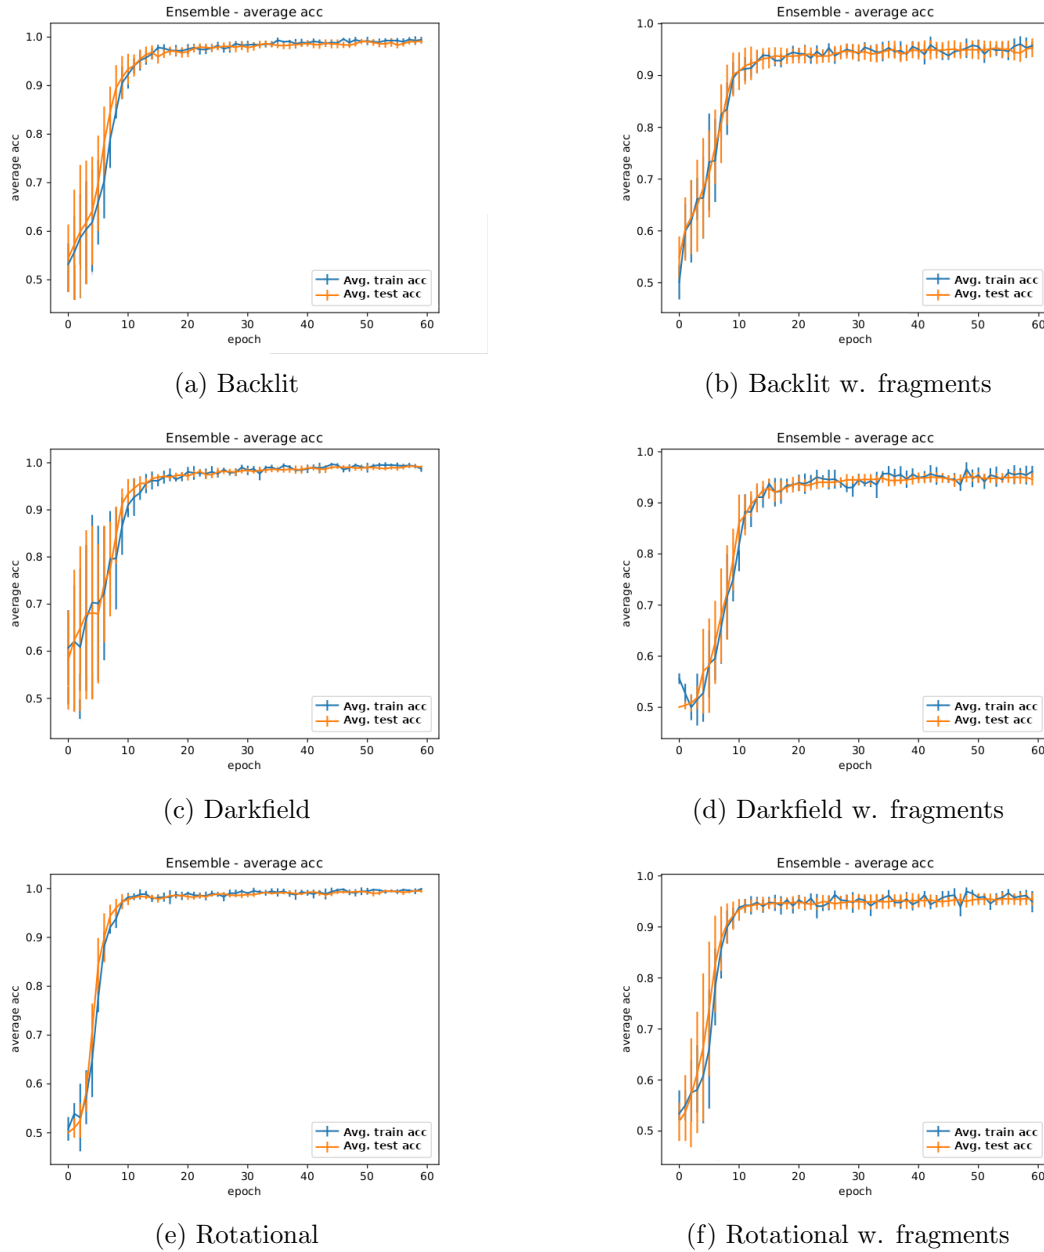 Ensemble - average acc
average acc
1.0
0.9
0.8
0.7
0.6
0.5
0 10 20 30 40 50 60
epoch
Avg. train acc
Avg. test acc
(a) Backlit
Ensemble - average acc
average acc
1.0
0.9
0.8
0.7
0.6
0.5
0 10 20 30 40 50 60
epoch
Avg. train acc
Avg. test acc
(b) Backlit w. fragments
Ensemble - average acc
average acc
1.0
0.9
0.8
0.7
0.6
0.5
0 10 20 30 40 50 60
epoch
Avg. train acc
Avg. test acc
(c) Darkfield
Ensemble - average acc
average acc
1.0
0.9
0.8
0.7
0.6
0.5
0 10 20 30 40 50 60
epoch
Avg. train acc
Avg. test acc
(d) Darkfield w. fragments
Ensemble - average acc
average acc
1.0
0.9
0.8
0.7
0.6
0.5
0 10 20 30 40 50 60
epoch
Avg. train acc
Avg. test acc
(e) Rotational
Ensemble - average acc
average acc
1.0
0.9
0.8
0.7
0.6
0.5
0 10 20 30 40 50 60
epoch
Avg. train acc
Avg. test acc
(f) Rotational w. fragments